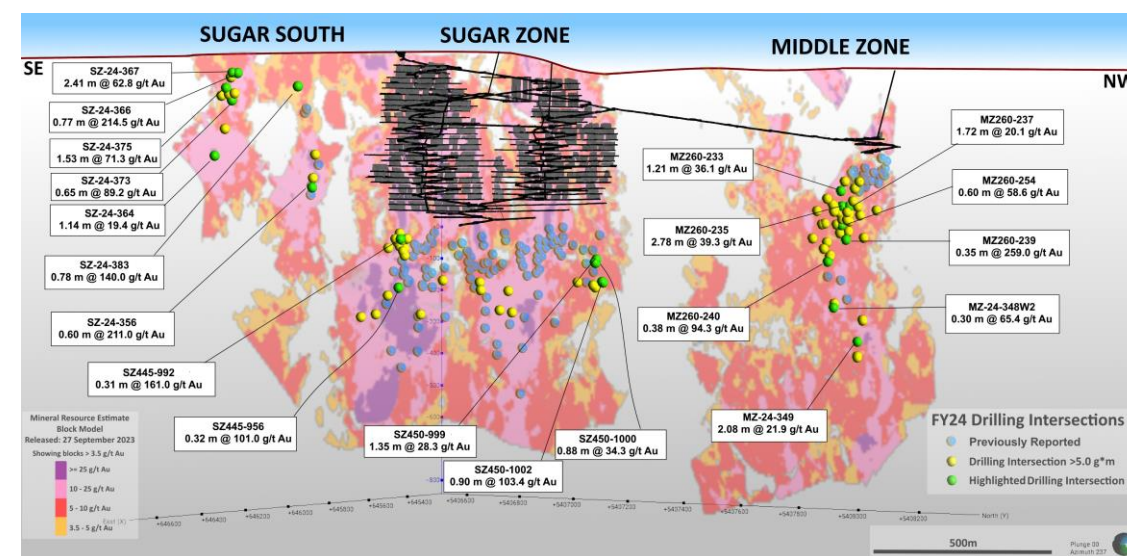 SUGAR SOUTH
SUGAR ZONE
MIDDLE ZONE
SE
NW
SZ-24-367
2.41 m @ 62.8 g/t Au
SZ-24-366
0.77 m @ 214.5 g/t Au
SZ-24-375
1.53 m @ 71.3 g/t Au
SZ-24-373
0.65 m @ 89.2 g/t Au
SZ-24-364
1.14 m @ 19.4 g/t Au
SZ-24-383
0.78 m @ 140.0 g/t Au
SZ-24-356
0.60 m @ 211.0 g/t Au
SZ445-992
0.31 m @ 161.0 g/t Au
SZ445-956
0.32 m @ 101.0 g/t Au
SZ450-999
1.35 m @ 28.3 g/t Au
SZ450-1002
0.90 m @ 103.4 g/t Au
SZ450-1000
0.88 m @ 34.3 g/t Au
MZ260-237
1.72 m @ 20.1 g/t Au
MZ260-233
1.21 m @ 36.1 g/t Au
MZ260-254
0.60 m @ 58.6 g/t Au
MZ260-235
2.78 m @ 39.3 g/t Au
MZ260-239
0.35 m @ 259.0 g/t Au
MZ260-240
0.38 m @ 94.3 g/t Au
MZ-24-348W2
0.30 m @ 65.4 g/t Au
MZ-24-349
2.08 m @ 21.9 g/t Au
Mineral Resource Estimate
Block Model
Released: 27 September 2023
Showing blocks > 3.5 g/t Au
>= 25 g/t Au
10 - 25 g/t Au
5 - 10 g/t Au
3.5 - 5 g/t Au
FY24 Drilling Intersections
Previously Reported
Drilling Intersection >5.0 g*m
Highlighted Drilling Intersection
East (X)
North (Y)
500m
Plunge 00
Azimuth 237